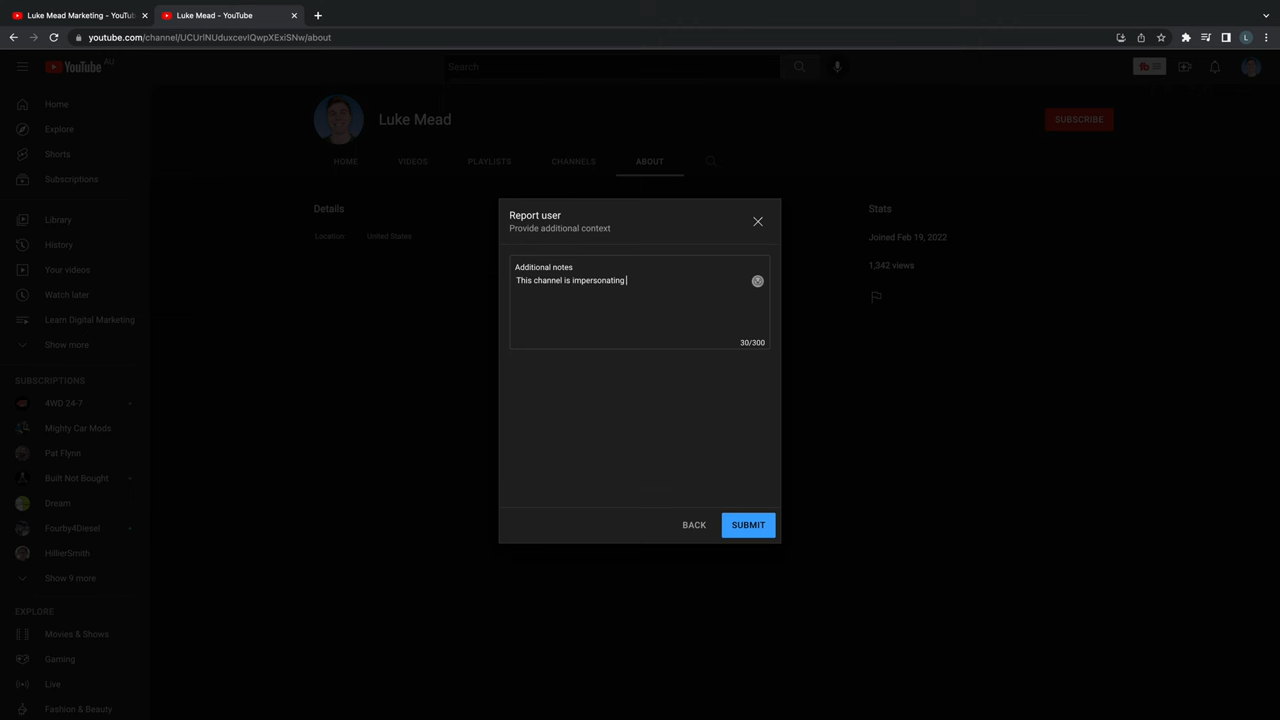 Luke Mead Marketing - YouTub
Luke Mead - YouTube
youtube.com/channel/UCUrlNUduxcevIQwpXExiSNw/about
YouTube AU
Search
Home
Explore
Shorts
Subscriptions
Library
History
Your videos
Watch later
Learn Digital Marketing
Show more
SUBSCRIPTIONS
4WD 24-7
Mighty Car Mods
Pat Flynn
Built Not Bought
Dream
Fourby4Diesel
HillierSmith
Show 9 more
EXPLORE
Movies & Shows
Gaming
Live
Fashion & Beauty
Luke Mead
SUBSCRIBE
HOME VIDEOS PLAYLISTS CHANNELS ABOUT
Details
Location: United States
Stats
Joined Feb 19, 2022
1,342 views
Report user
Provide additional context
Additional notes
This channel is impersonating
30/300
BACK SUBMIT
L